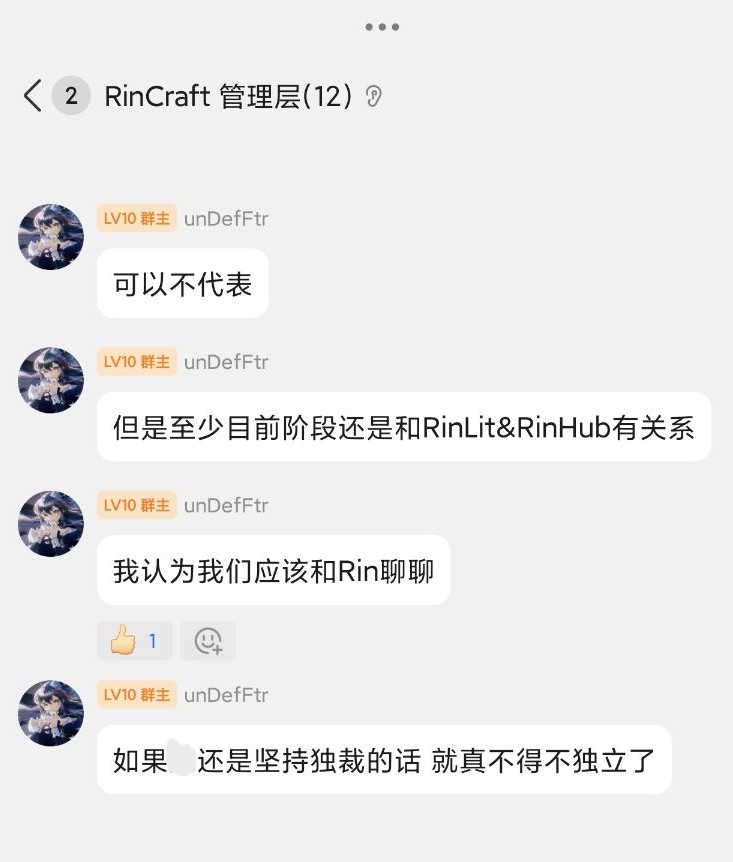 2
RinCraft 管理层(12)
LV10 群主 unDefFtr
可以不代表
LV10 群主 unDefFtr
但是至少目前阶段还是和RinLit&RinHub有关系
LV10 群主 unDefFtr
我认为我们应该和Rin聊聊
1
LV10 群主 unDefFtr
如果还是坚持独裁的话 就真不得不独立了